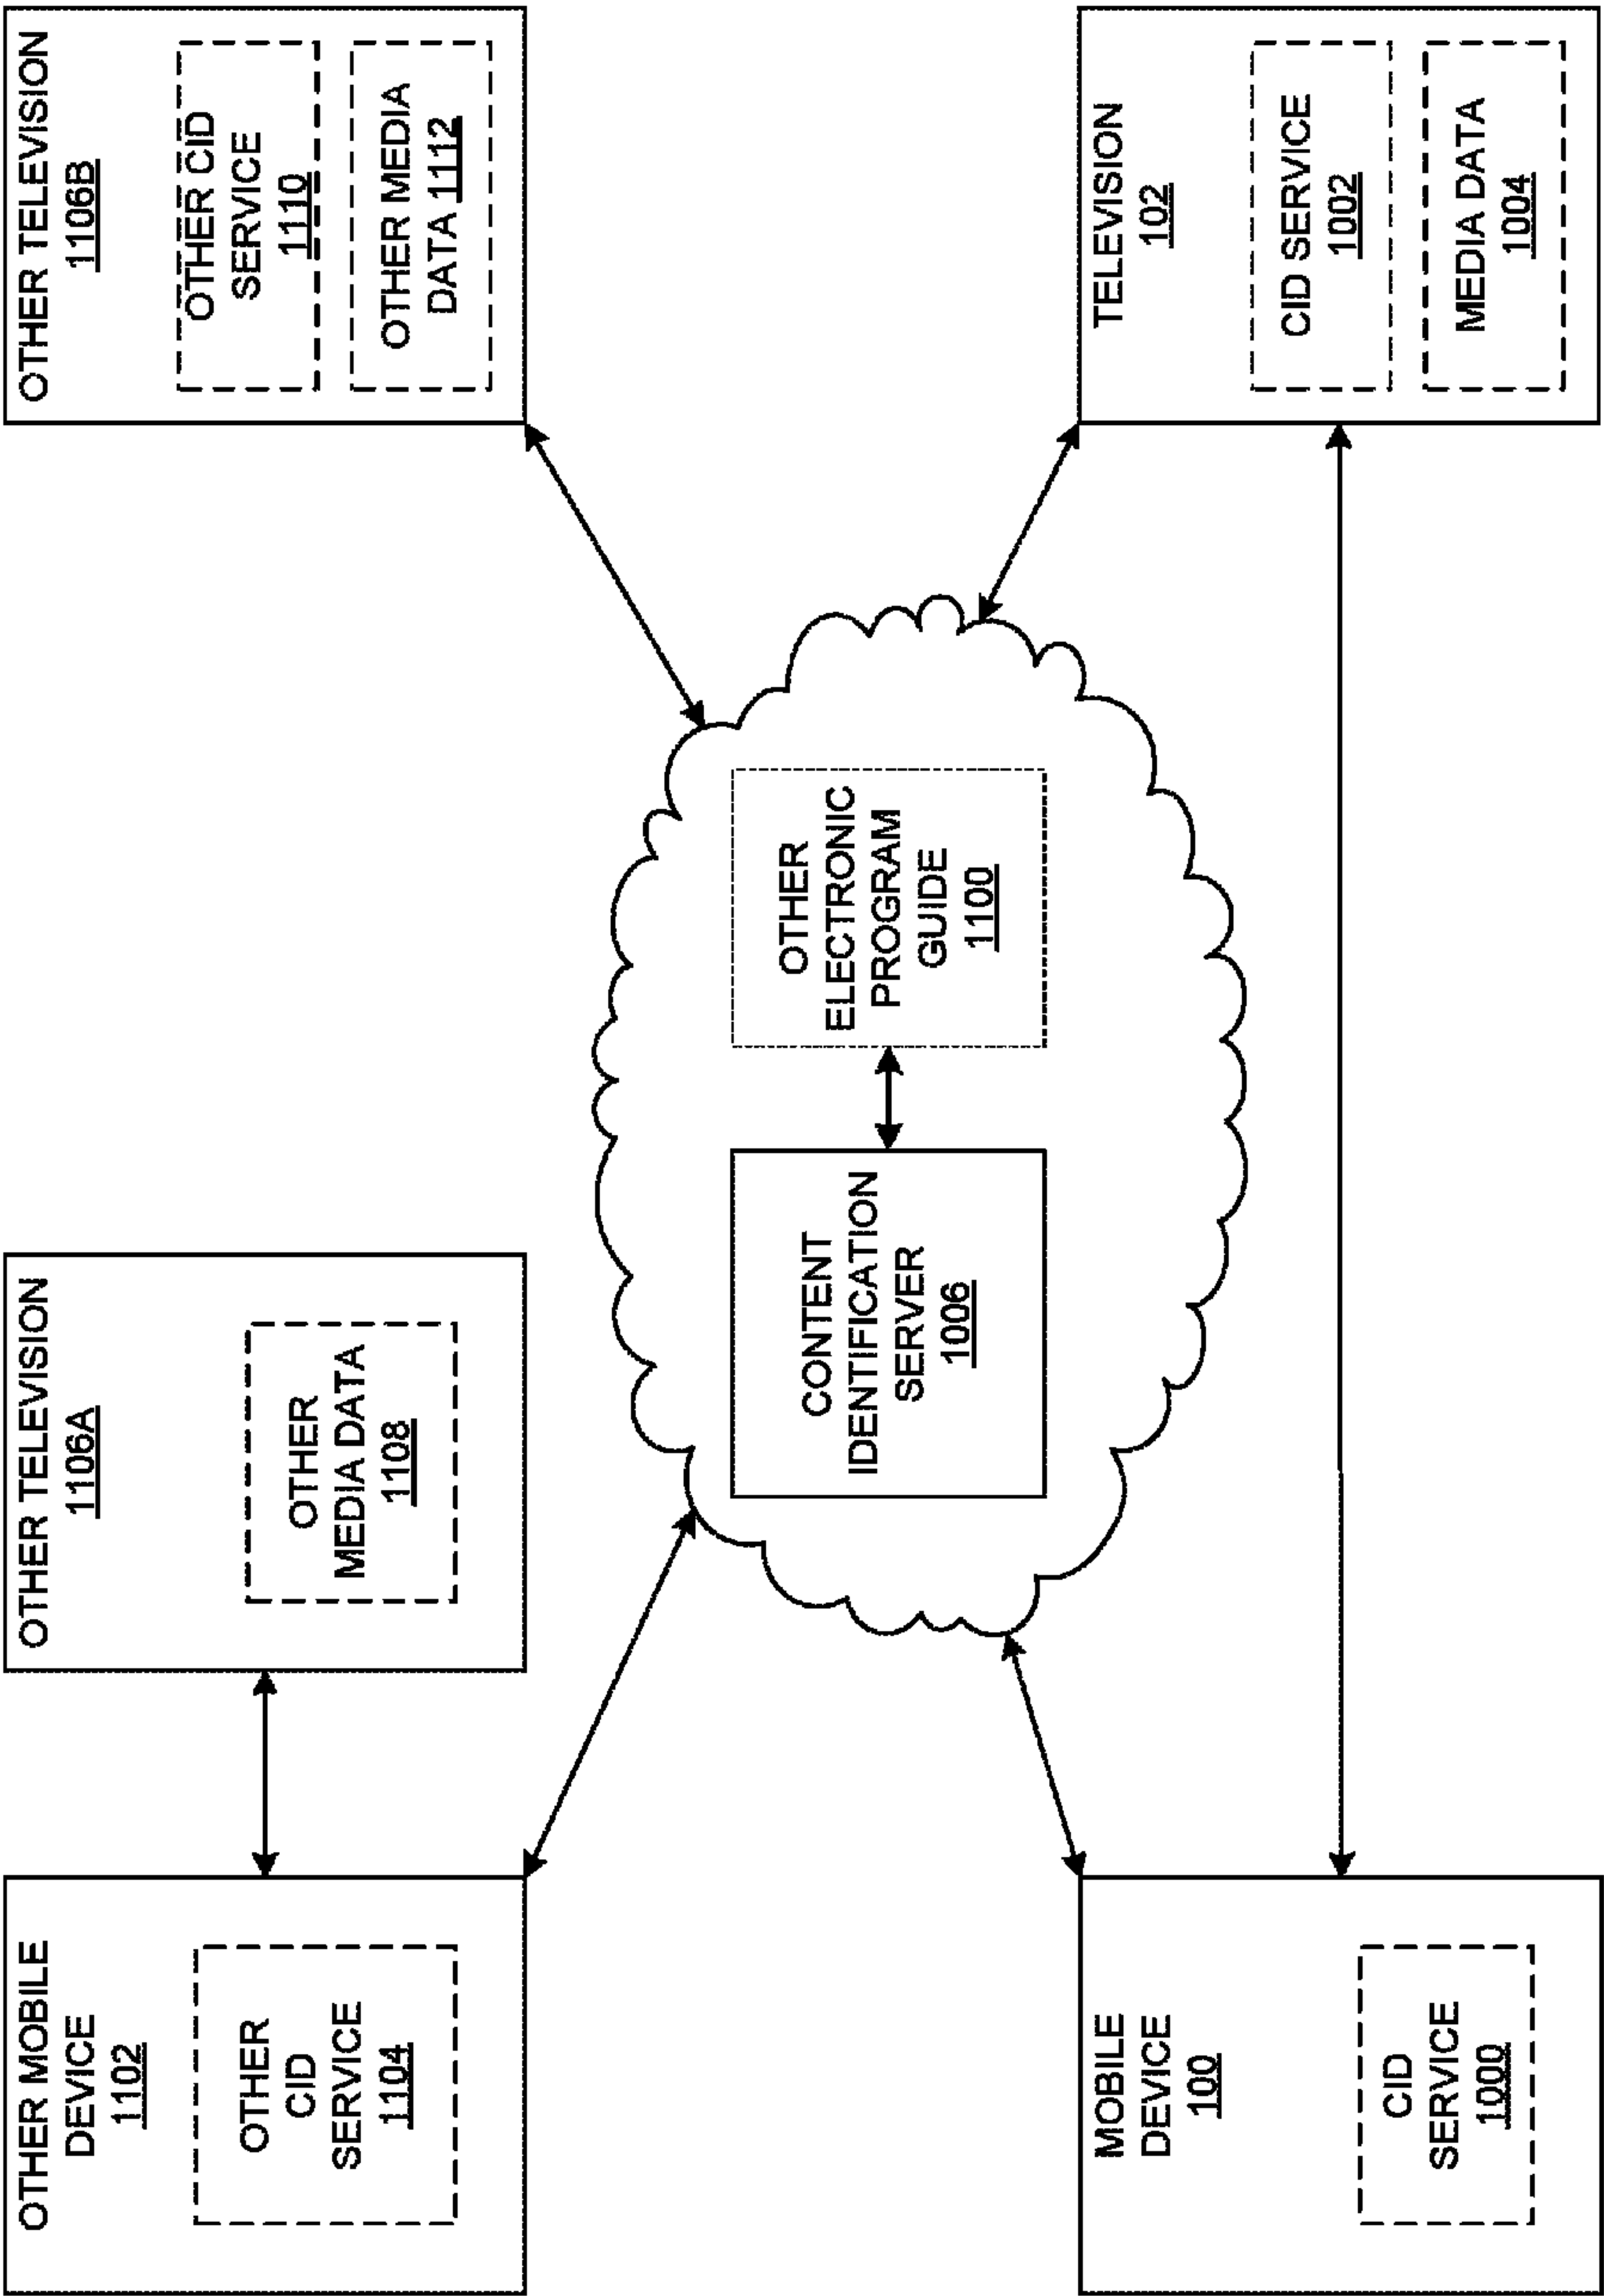 OTHER MOBILE
DEVICE
1102
OTHER
CID
SERVICE
1104
OTHER TELEVISION
1106A
OTHER
MEDIA DATA
1108
OTHER TELEVISION
1106B
OTHER CID
SERVICE
1110
OTHER MEDIA
DATA 1112
CONTENT
IDENTIFICATION
SERVER
1006
OTHER
ELECTRONIC
PROGRAM
GUIDE
1100
MOBILE
DEVICE
100
CID
SERVICE
1000
TELEVISION
102
CID SERVICE
1002
MEDIA DATA
1004